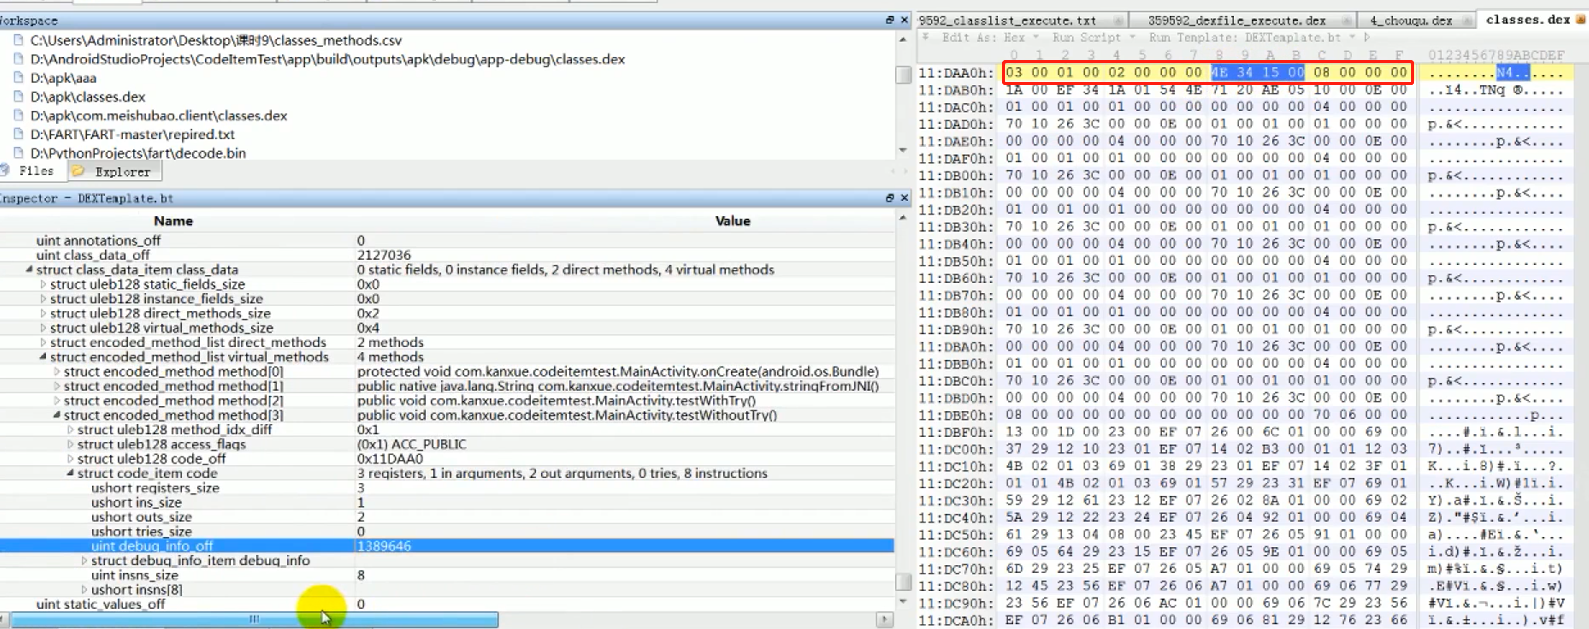 Workspace
C:\Users\Administrator\Desktop\课时9\classes_methods.csv
D:\AndroidStudioProjects\CodeItemTest\app\build\outputs\apk\debug\app-debug\classes.dex
D:\apk\aaa
D:\apk\classes.dex
D:\apk\com.meishubao.client\classes.dex
D:\FART\FART-master\repired.txt
D:\PythonProjects\fart\decode.bin
Files Explorer
Inspector - DEXTemplate.bt
Name Value
uint annotations_off 0
uint class_data_off 2127036
struct class_data_item class_data 0 static fields, 0 instance fields, 2 direct methods, 4 virtual methods
struct uleb128 static_fields_size 0x0
struct uleb128 instance_fields_size 0x0
struct uleb128 direct_methods_size 0x2
struct uleb128 virtual_methods_size 0x4
struct encoded_method_list direct_methods 2 methods
struct encoded_method_list virtual_methods 4 methods
struct encoded_method method[0] protected void com.kanxue.codeitemtest.MainActivity.onCreate(android.os.Bundle)
struct encoded_method method[1] public native java.lang.String com.kanxue.codeitemtest.MainActivity.stringFromJNI()
struct encoded_method method[2] public void com.kanxue.codeitemtest.MainActivity.testWithTry()
struct encoded_method method[3] public void com.kanxue.codeitemtest.MainActivity.testWithoutTry()
struct uleb128 method_idx_diff 0x1
struct uleb128 access_flags (0x1) ACC_PUBLIC
struct uleb128 code_off 0x11DAA0
struct code_item code 3 registers, 1 in arguments, 2 out arguments, 0 tries, 8 instructions
ushort registers_size 3
ushort ins_size 1
ushort outs_size 2
ushort tries_size 0
uint debug_info_off 1389646
struct debug_info_item debug_info
uint insns_size 8
ushort insns[8]
uint static_values_off 0
9592_classlist_execute.txt 359592_dexfile_execute.dex 4_chouqu.dex classes.dex
Edit As: Hex Run Script Run Template: DEXTemplate.bt
0 1 2 3 4 5 6 7 8 9 A B C D E F 0123456789ABCDEF
11:DAA0h: 03 00 01 00 02 00 00 00 4E 34 15 00 08 00 00 00 ........N4......
11:DAB0h: 1A 00 EF 34 1A 01 54 4E 71 20 AE 05 10 00 0E 00 ..ï4..TNq ®.....
11:DAC0h: 01 00 01 00 01 00 00 00 00 00 00 00 04 00 00 00 ................
11:DAD0h: 70 10 26 3C 00 00 0E 00 01 00 01 00 01 00 00 00 p.&<............
11:DAE0h: 00 00 00 00 04 00 00 00 70 10 26 3C 00 00 0E 00 ........p.&<....
11:DAF0h: 01 00 01 00 01 00 00 00 00 00 00 00 04 00 00 00 ................
11:DB00h: 70 10 26 3C 00 00 0E 00 01 00 01 00 01 00 00 00 p.&<............
11:DB10h: 00 00 00 00 04 00 00 00 70 10 26 3C 00 00 0E 00 ........p.&<....
11:DB20h: 01 00 01 00 01 00 00 00 00 00 00 00 04 00 00 00 ................
11:DB30h: 70 10 26 3C 00 00 0E 00 01 00 01 00 01 00 00 00 p.&<............
11:DB40h: 00 00 00 00 04 00 00 00 70 10 26 3C 00 00 0E 00 ........p.&<....
11:DB50h: 01 00 01 00 01 00 00 00 00 00 00 00 04 00 00 00 ................
11:DB60h: 70 10 26 3C 00 00 0E 00 01 00 01 00 01 00 00 00 p.&<............
11:DB70h: 00 00 00 00 04 00 00 00 70 10 26 3C 00 00 0E 00 ........p.&<....
11:DB80h: 01 00 01 00 01 00 00 00 00 00 00 00 04 00 00 00 ................
11:DB90h: 70 10 26 3C 00 00 0E 00 01 00 01 00 01 00 00 00 p.&<............
11:DBA0h: 00 00 00 00 04 00 00 00 70 10 26 3C 00 00 0E 00 ........p.&<....
11:DBB0h: 01 00 01 00 01 00 00 00 00 00 00 00 04 00 00 00 ................
11:DBC0h: 70 10 26 3C 00 00 0E 00 01 00 01 00 01 00 00 00 p.&<............
11:DBD0h: 00 00 00 00 04 00 00 00 70 10 26 3C 00 00 0E 00 ........p.&<....
11:DBE0h: 08 00 00 00 00 00 00 00 00 00 00 00 70 06 00 00 ............p...
11:DBF0h: 13 00 1D 00 23 00 EF 07 26 00 6C 01 00 00 69 00 ....#.ï.&.l...i.
11:DC00h: 37 29 12 10 23 01 EF 07 14 02 B3 00 01 01 12 03 7)..#.ï...³.....
11:DC10h: 4B 02 01 03 69 01 38 29 23 01 EF 07 14 02 3F 01 K...i.8)#.ï...?.
11:DC20h: 01 01 4B 02 01 03 69 01 57 29 23 31 EF 07 69 01 ..K...i.W)#1ï.i.
11:DC30h: 59 29 12 61 23 12 EF 07 26 02 8A 01 00 00 69 02 Y).a#.ï.&.Š...i.
11:DC40h: 5A 29 12 22 23 24 EF 07 26 04 92 01 00 00 69 04 Z)."#$ï.&.’...i.
11:DC50h: 61 29 13 04 08 00 23 45 EF 07 26 05 91 01 00 00 a)....#Eï.&.‘...
11:DC60h: 69 05 64 29 23 15 EF 07 26 05 9E 01 00 00 69 05 i.d)#.ï.&.ž...i.
11:DC70h: 6D 29 23 25 EF 07 26 05 A7 01 00 00 69 05 74 29 m)#%ï.&.§...i.t)
11:DC80h: 12 45 23 56 EF 07 26 06 A7 01 00 00 69 06 77 29 .E#Vï.&.§...i.w)
11:DC90h: 23 56 EF 07 26 06 AC 01 00 00 69 06 7C 29 23 56 #Vï.&.¬...i.|)#V
11:DCA0h: EF 07 26 06 B1 01 00 00 69 06 81 29 12 76 23 66 ï.&.±...i..).v#f